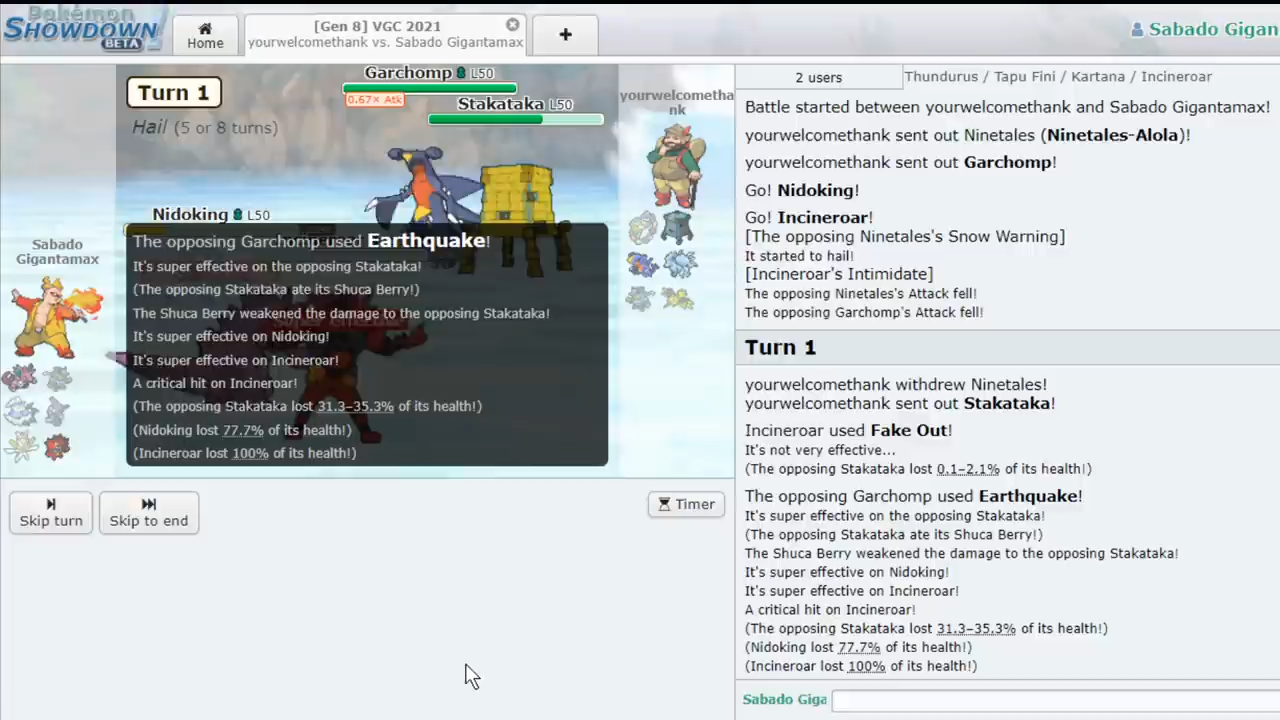 Pokémon
SHOWDOWN
BETA
Home
[Gen 8] VGC 2021
yourwelcomethank vs. Sabado Gigantamax
+
Sabado Gigan
Turn 1
Hail (5 or 8 turns)
Garchomp L50
0.67× Atk
Stakataka L50
Nidoking L50
yourwelcometha
nk
Sabado
Gigantamax
The opposing Garchomp used Earthquake!
It's super effective on the opposing Stakataka!
(The opposing Stakataka ate its Shuca Berry!)
The Shuca Berry weakened the damage to the opposing Stakataka!
It's super effective on Nidoking!
It's super effective on Incineroar!
A critical hit on Incineroar!
(The opposing Stakataka lost 31.3–35.3% of its health!)
(Nidoking lost 77.7% of its health!)
(Incineroar lost 100% of its health!)
Super effective
Skip turn
Skip to end
Timer
2 users
Thundurus / Tapu Fini / Kartana / Incineroar
Battle started between yourwelcomethank and Sabado Gigantamax!
yourwelcomethank sent out Ninetales (Ninetales-Alola)!
yourwelcomethank sent out Garchomp!
Go! Nidoking!
Go! Incineroar!
[The opposing Ninetales's Snow Warning]
It started to hail!
[Incineroar's Intimidate]
The opposing Ninetales's Attack fell!
The opposing Garchomp's Attack fell!
Turn 1
yourwelcomethank withdrew Ninetales!
yourwelcomethank sent out Stakataka!
Incineroar used Fake Out!
It's not very effective...
(The opposing Stakataka lost 0.1–2.1% of its health!)
The opposing Garchomp used Earthquake!
It's super effective on the opposing Stakataka!
(The opposing Stakataka ate its Shuca Berry!)
The Shuca Berry weakened the damage to the opposing Stakataka!
It's super effective on Nidoking!
It's super effective on Incineroar!
A critical hit on Incineroar!
(The opposing Stakataka lost 31.3–35.3% of its health!)
(Nidoking lost 77.7% of its health!)
(Incineroar lost 100% of its health!)
Sabado Giga